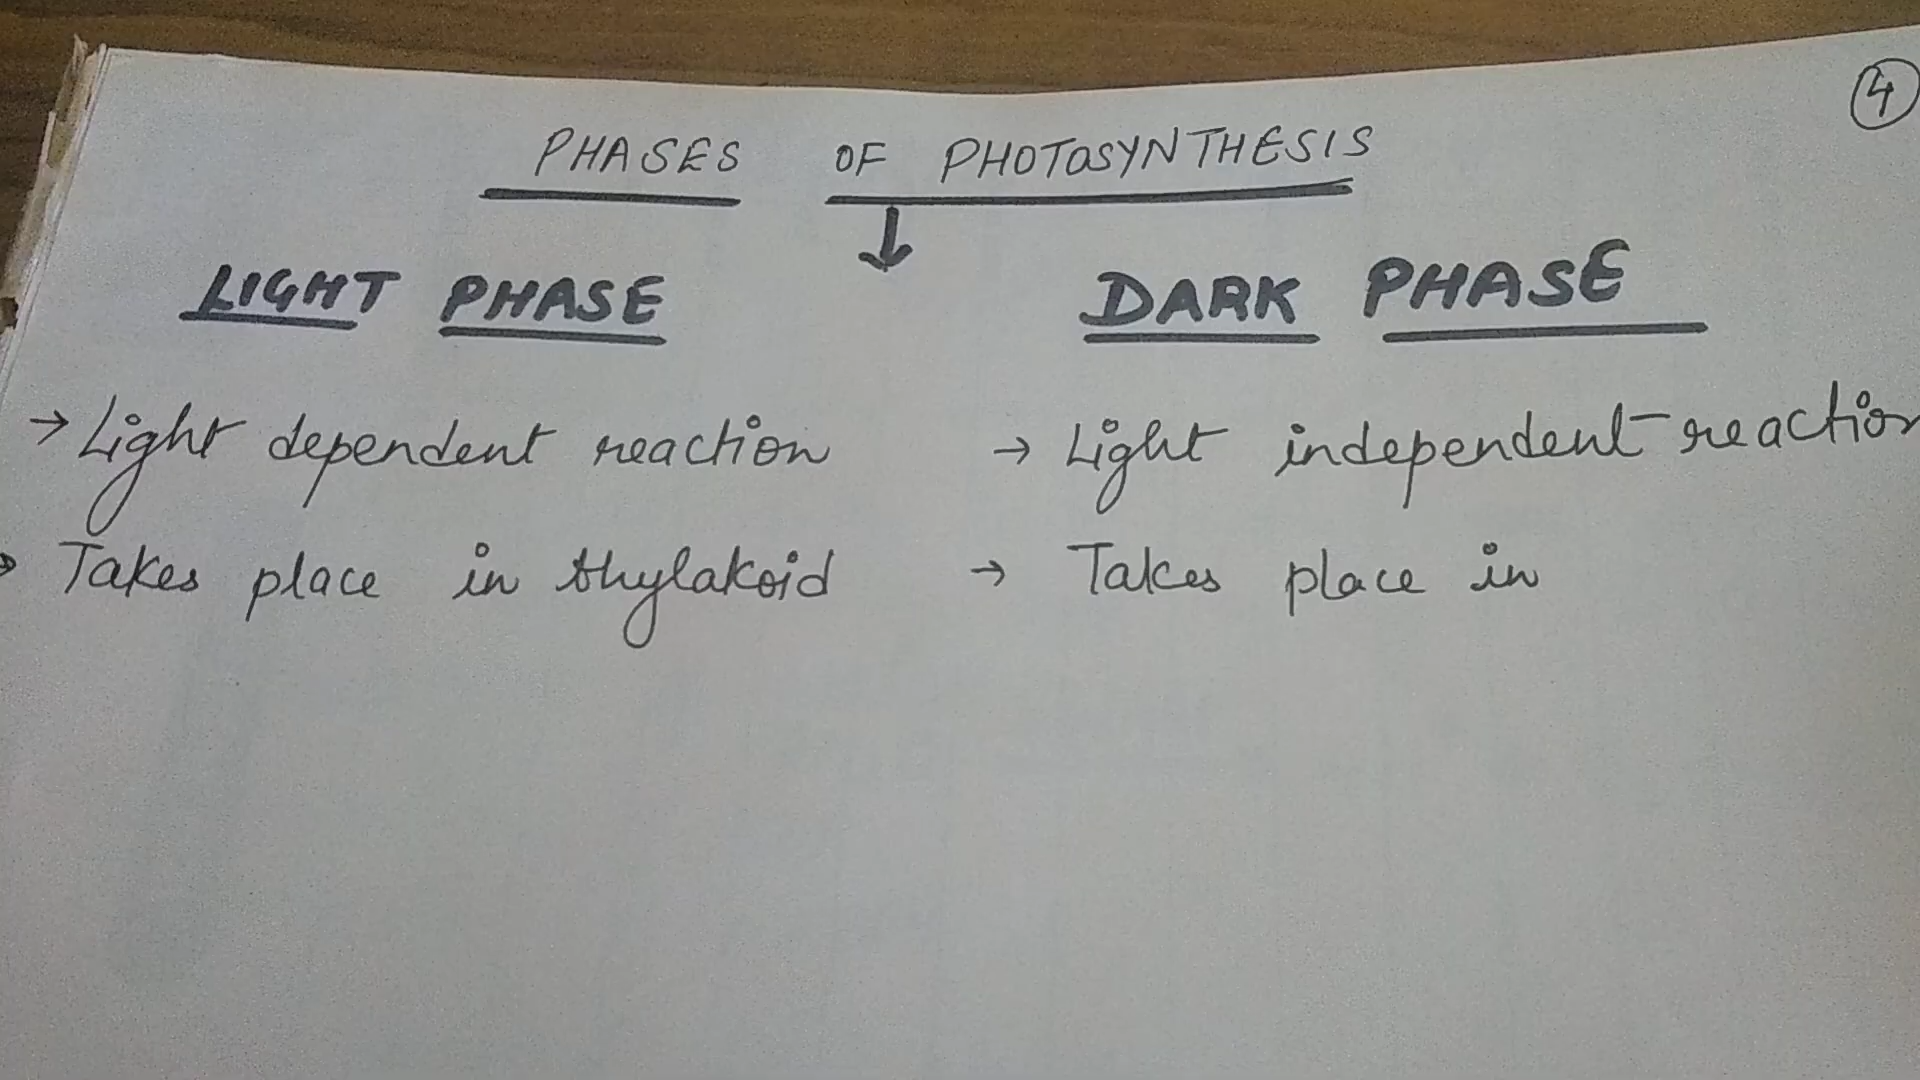 4
PHASES OF PHOTOSYNTHESIS
↓
LIGHT PHASE
→ Light dependent reaction
→ Takes place in thylakoid
DARK PHASE
→ Light independent reaction
→ Takes place in